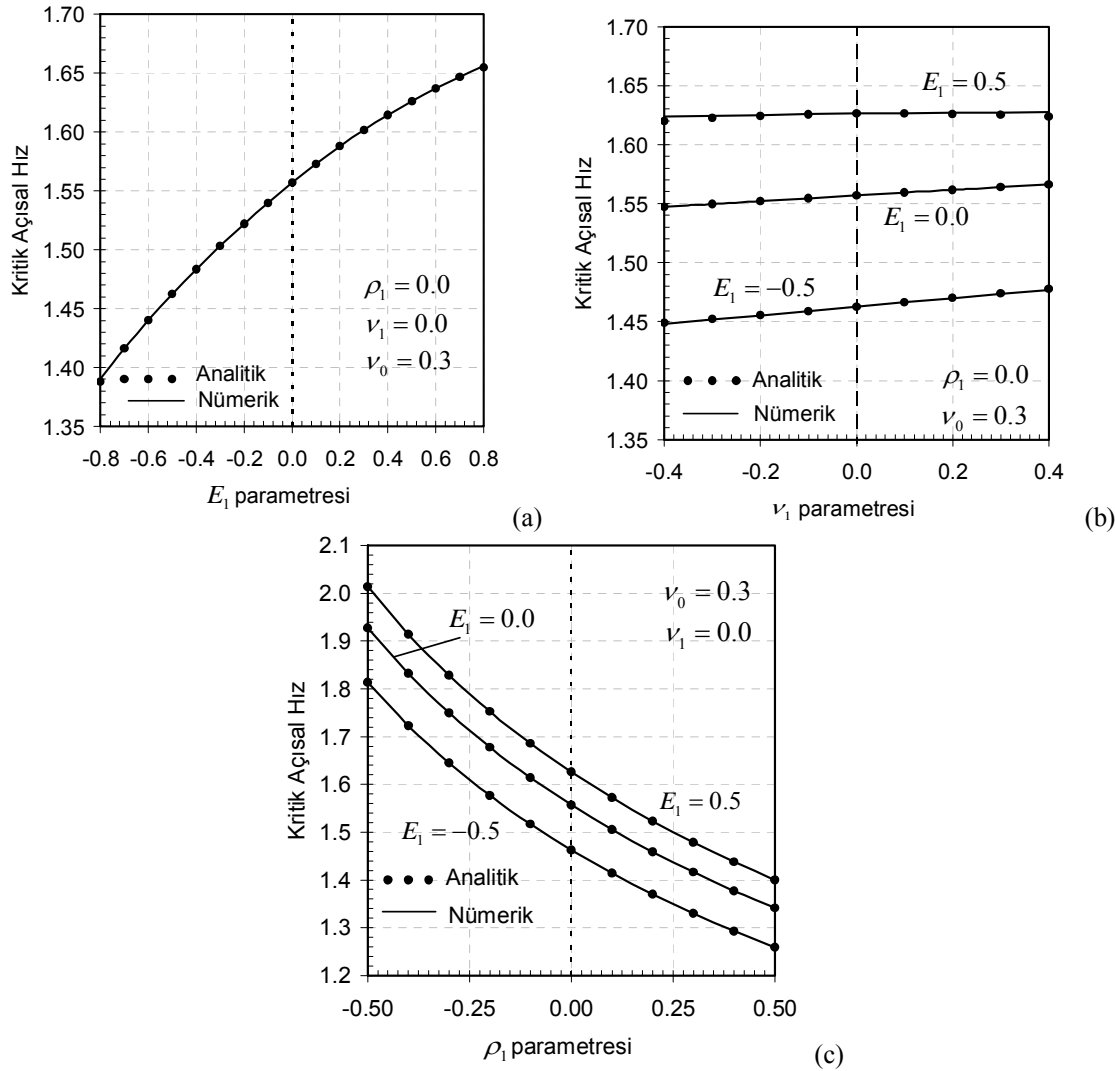 1.70
1.65
1.60
1.55
1.50
1.45
1.40
1.35
Kritik Açısal Hız
ρ₁ = 0.0
ν₁ = 0.0
ν₀ = 0.3
Analitik
Nümerik
-0.8 -0.6 -0.4 -0.2 0.0 0.2 0.4 0.6 0.8
E₁ parametresi
(a)
1.70
1.65
1.60
1.55
1.50
1.45
1.40
1.35
Kritik Açısal Hız
E₁ = 0.5
E₁ = 0.0
E₁ = −0.5
Analitik
Nümerik
ρ₁ = 0.0
ν₀ = 0.3
-0.4 -0.2 0.0 0.2 0.4
ν₁ parametresi
(b)
2.1
2.0
1.9
1.8
1.7
1.6
1.5
1.4
1.3
1.2
Kritik Açısal Hız
E₁ = 0.0
ν₀ = 0.3
ν₁ = 0.0
E₁ = 0.5
E₁ = −0.5
Analitik
Nümerik
-0.50 -0.25 0.00 0.25 0.50
ρ₁ parametresi
(c)